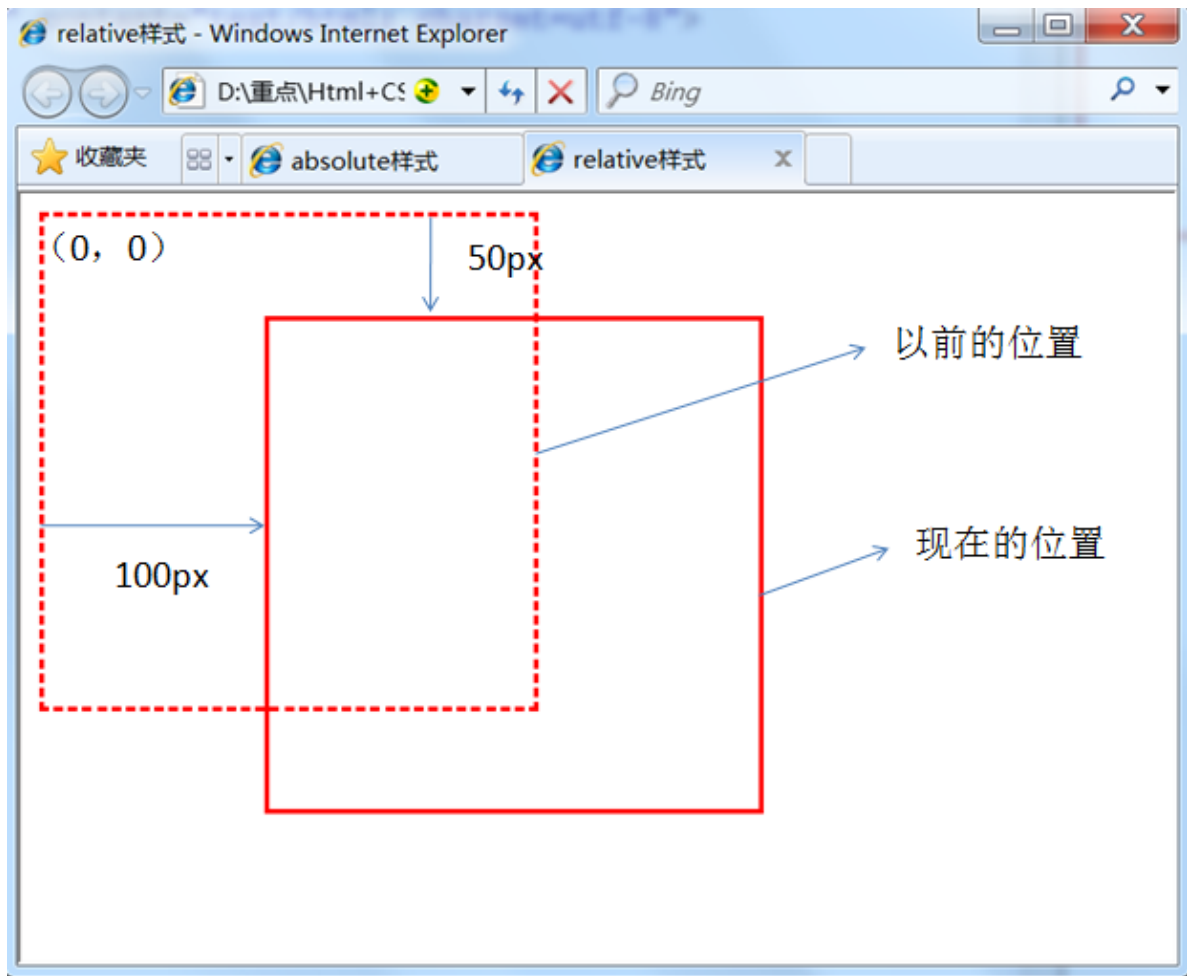 relative样式 - Windows Internet Explorer
D:\重点\Html+CS
Bing
收藏夹
absolute样式
relative样式
x
（0，0）
50px
以前的位置
现在的位置
100px